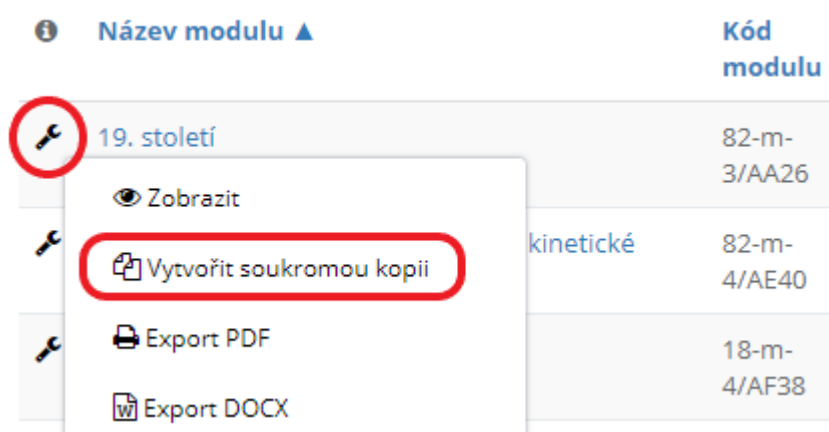 Název modulu ▲
Kód
modulu
19. století
82-m-
3/AA26
Zobrazit
kinetické
82-m-
4/AE40
Vytvořit soukromou kopii
Export PDF
18-m-
4/AF38
Export DOCX